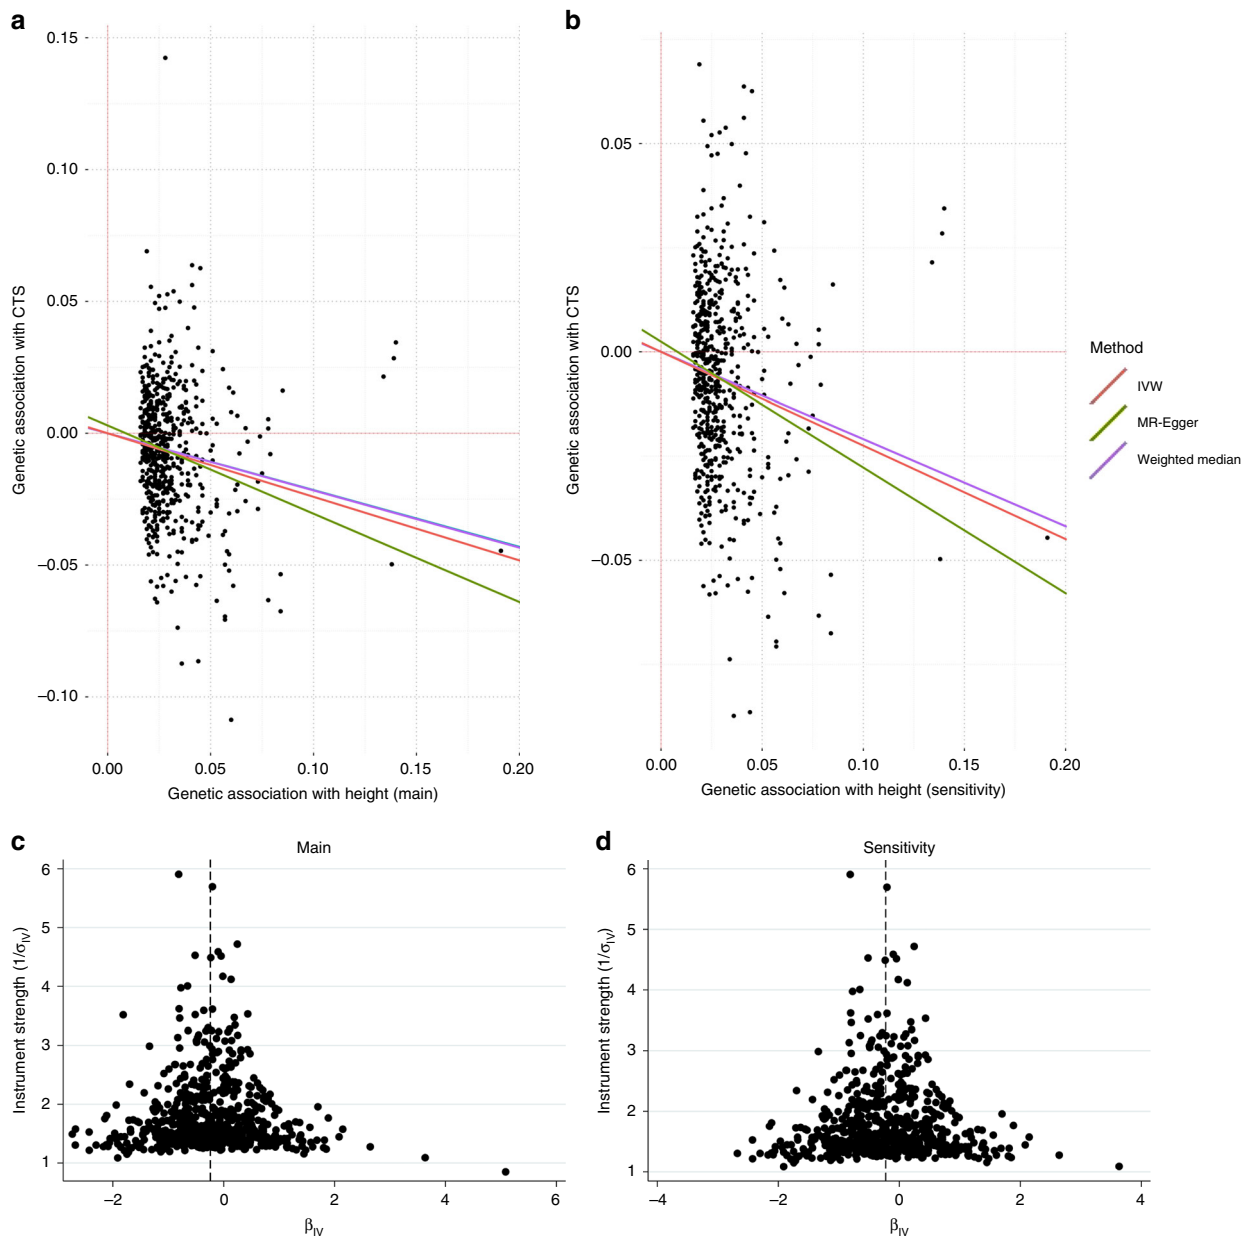 a
0.15
0.10
0.05
0.00
−0.05
−0.10
Genetic association with CTS
0.00
0.05
0.10
0.15
0.20
Genetic association with height (main)
b
0.05
0.00
−0.05
Genetic association with CTS
0.00
0.05
0.10
0.15
0.20
Genetic association with height (sensitivity)
Method
IVW
MR-Egger
Weighted median
c
Main
6
5
4
3
2
1
Instrument strength (1/σIV)
−2
0
2
4
6
βIV
d
Sensitivity
6
5
4
3
2
1
Instrument strength (1/σIV)
−4
−2
0
2
4
βIV